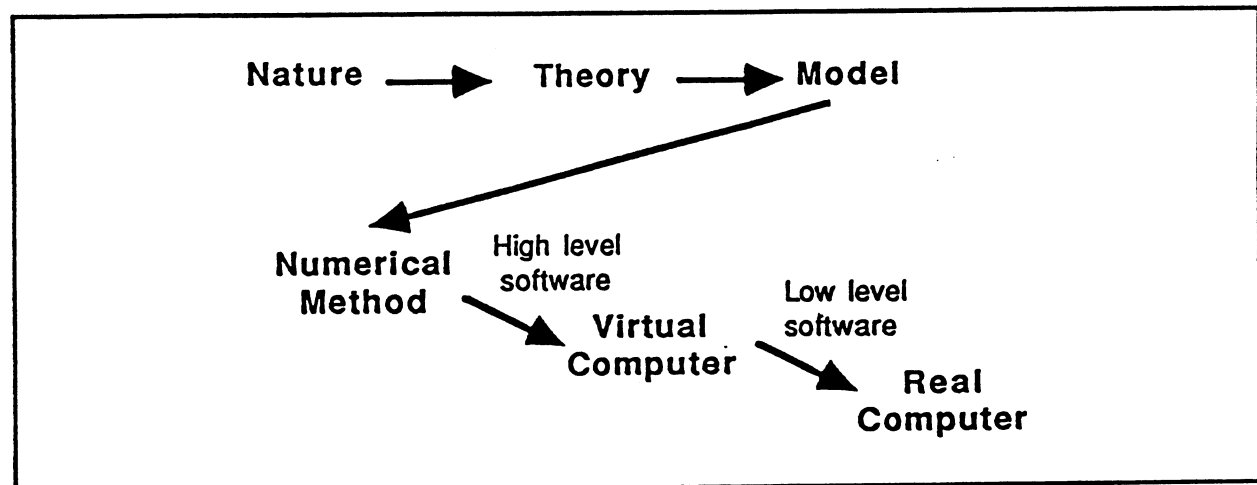 Nature Theory Model
High level
software
Numerical
Method
Low level
software
Virtual
Computer
Real
Computer